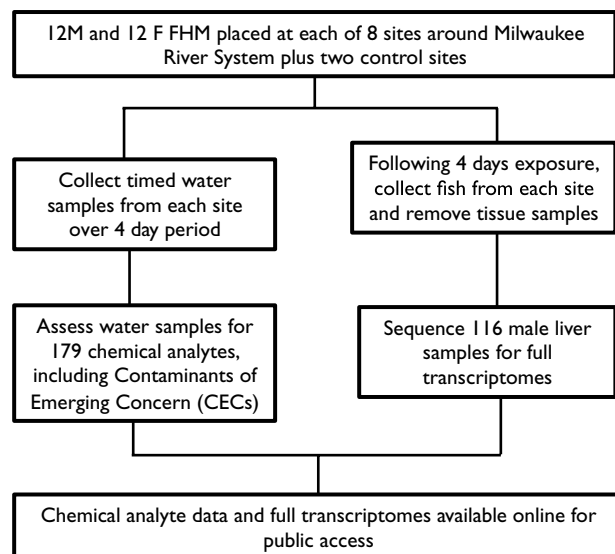 12M and 12 F FHM placed at each of 8 sites around Milwaukee
River System plus two control sites
Collect timed water
samples from each site
over 4 day period
Following 4 days exposure,
collect fish from each site
and remove tissue samples
Assess water samples for
179 chemical analytes,
including Contaminants of
Emerging Concern (CECs)
Sequence 116 male liver
samples for full
transcriptomes
Chemical analyte data and full transcriptomes available online for
public access